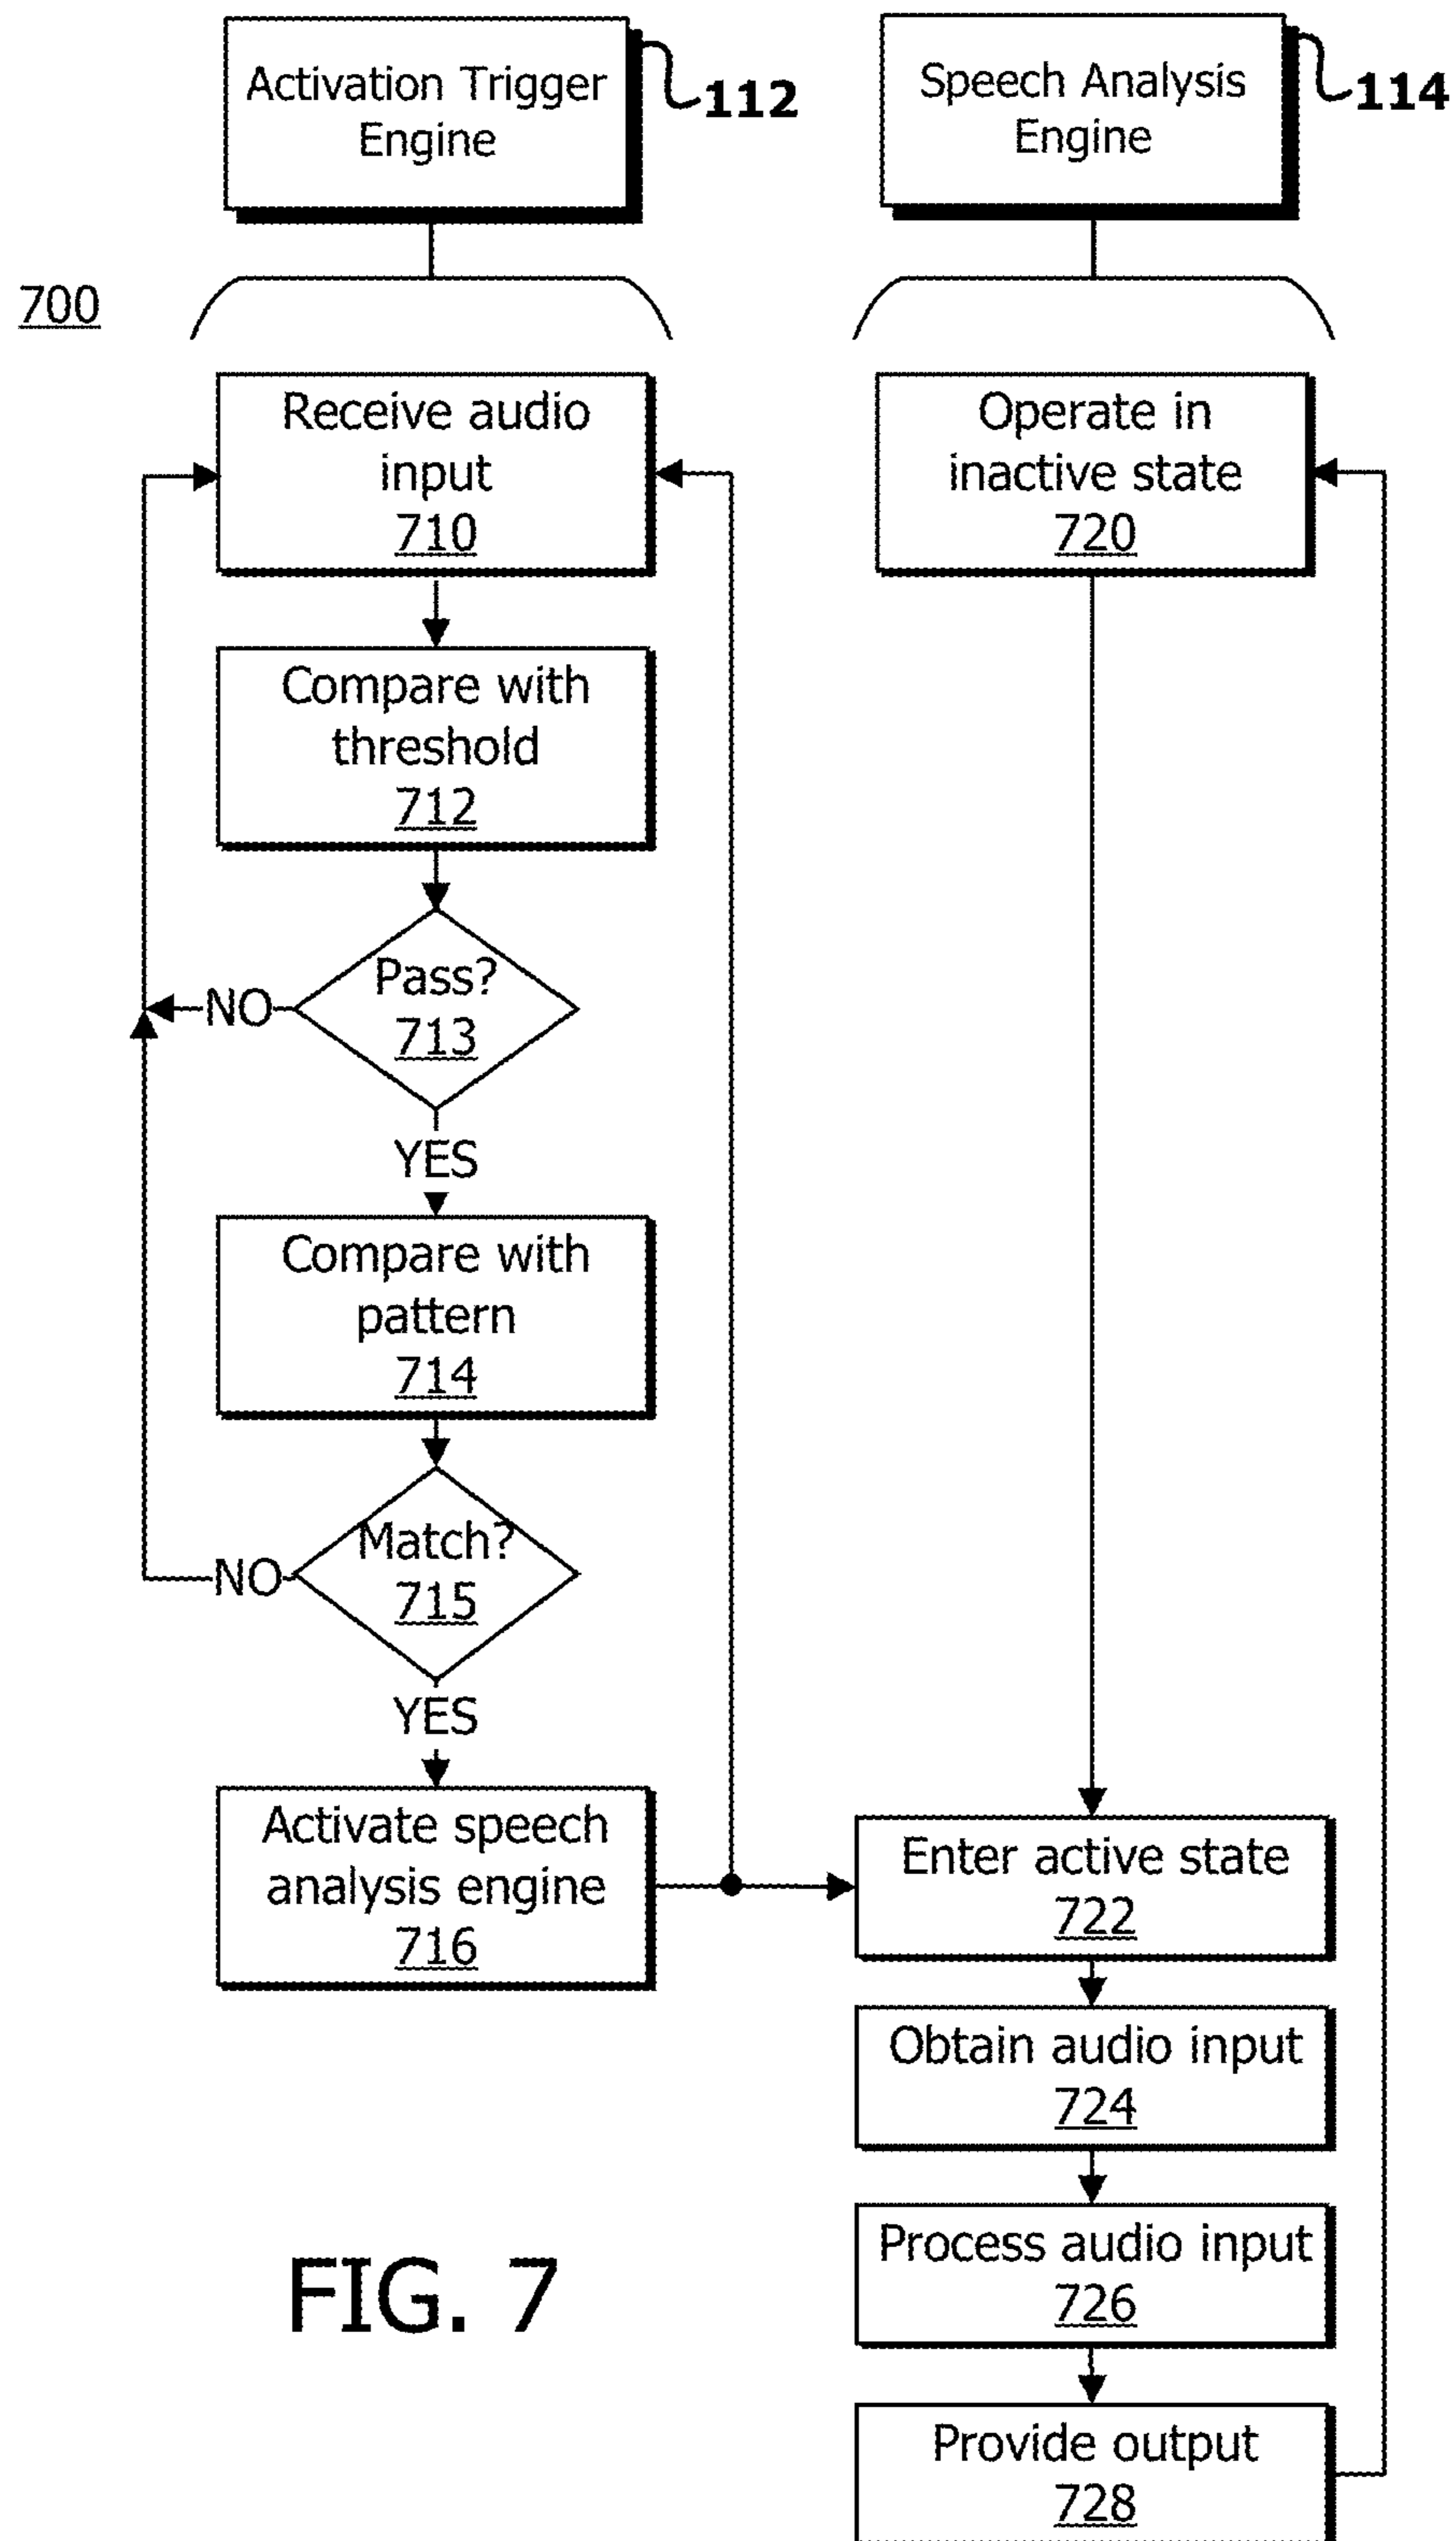 Activation Trigger
Engine
112
Speech Analysis
Engine
114
700
Receive audio
input
710
Compare with
threshold
712
Pass?
713
NO
YES
Compare with
pattern
714
Match?
715
NO
YES
Activate speech
analysis engine
716
Operate in
inactive state
720
Enter active state
722
Obtain audio input
724
Process audio input
726
Provide output
728
FIG. 7